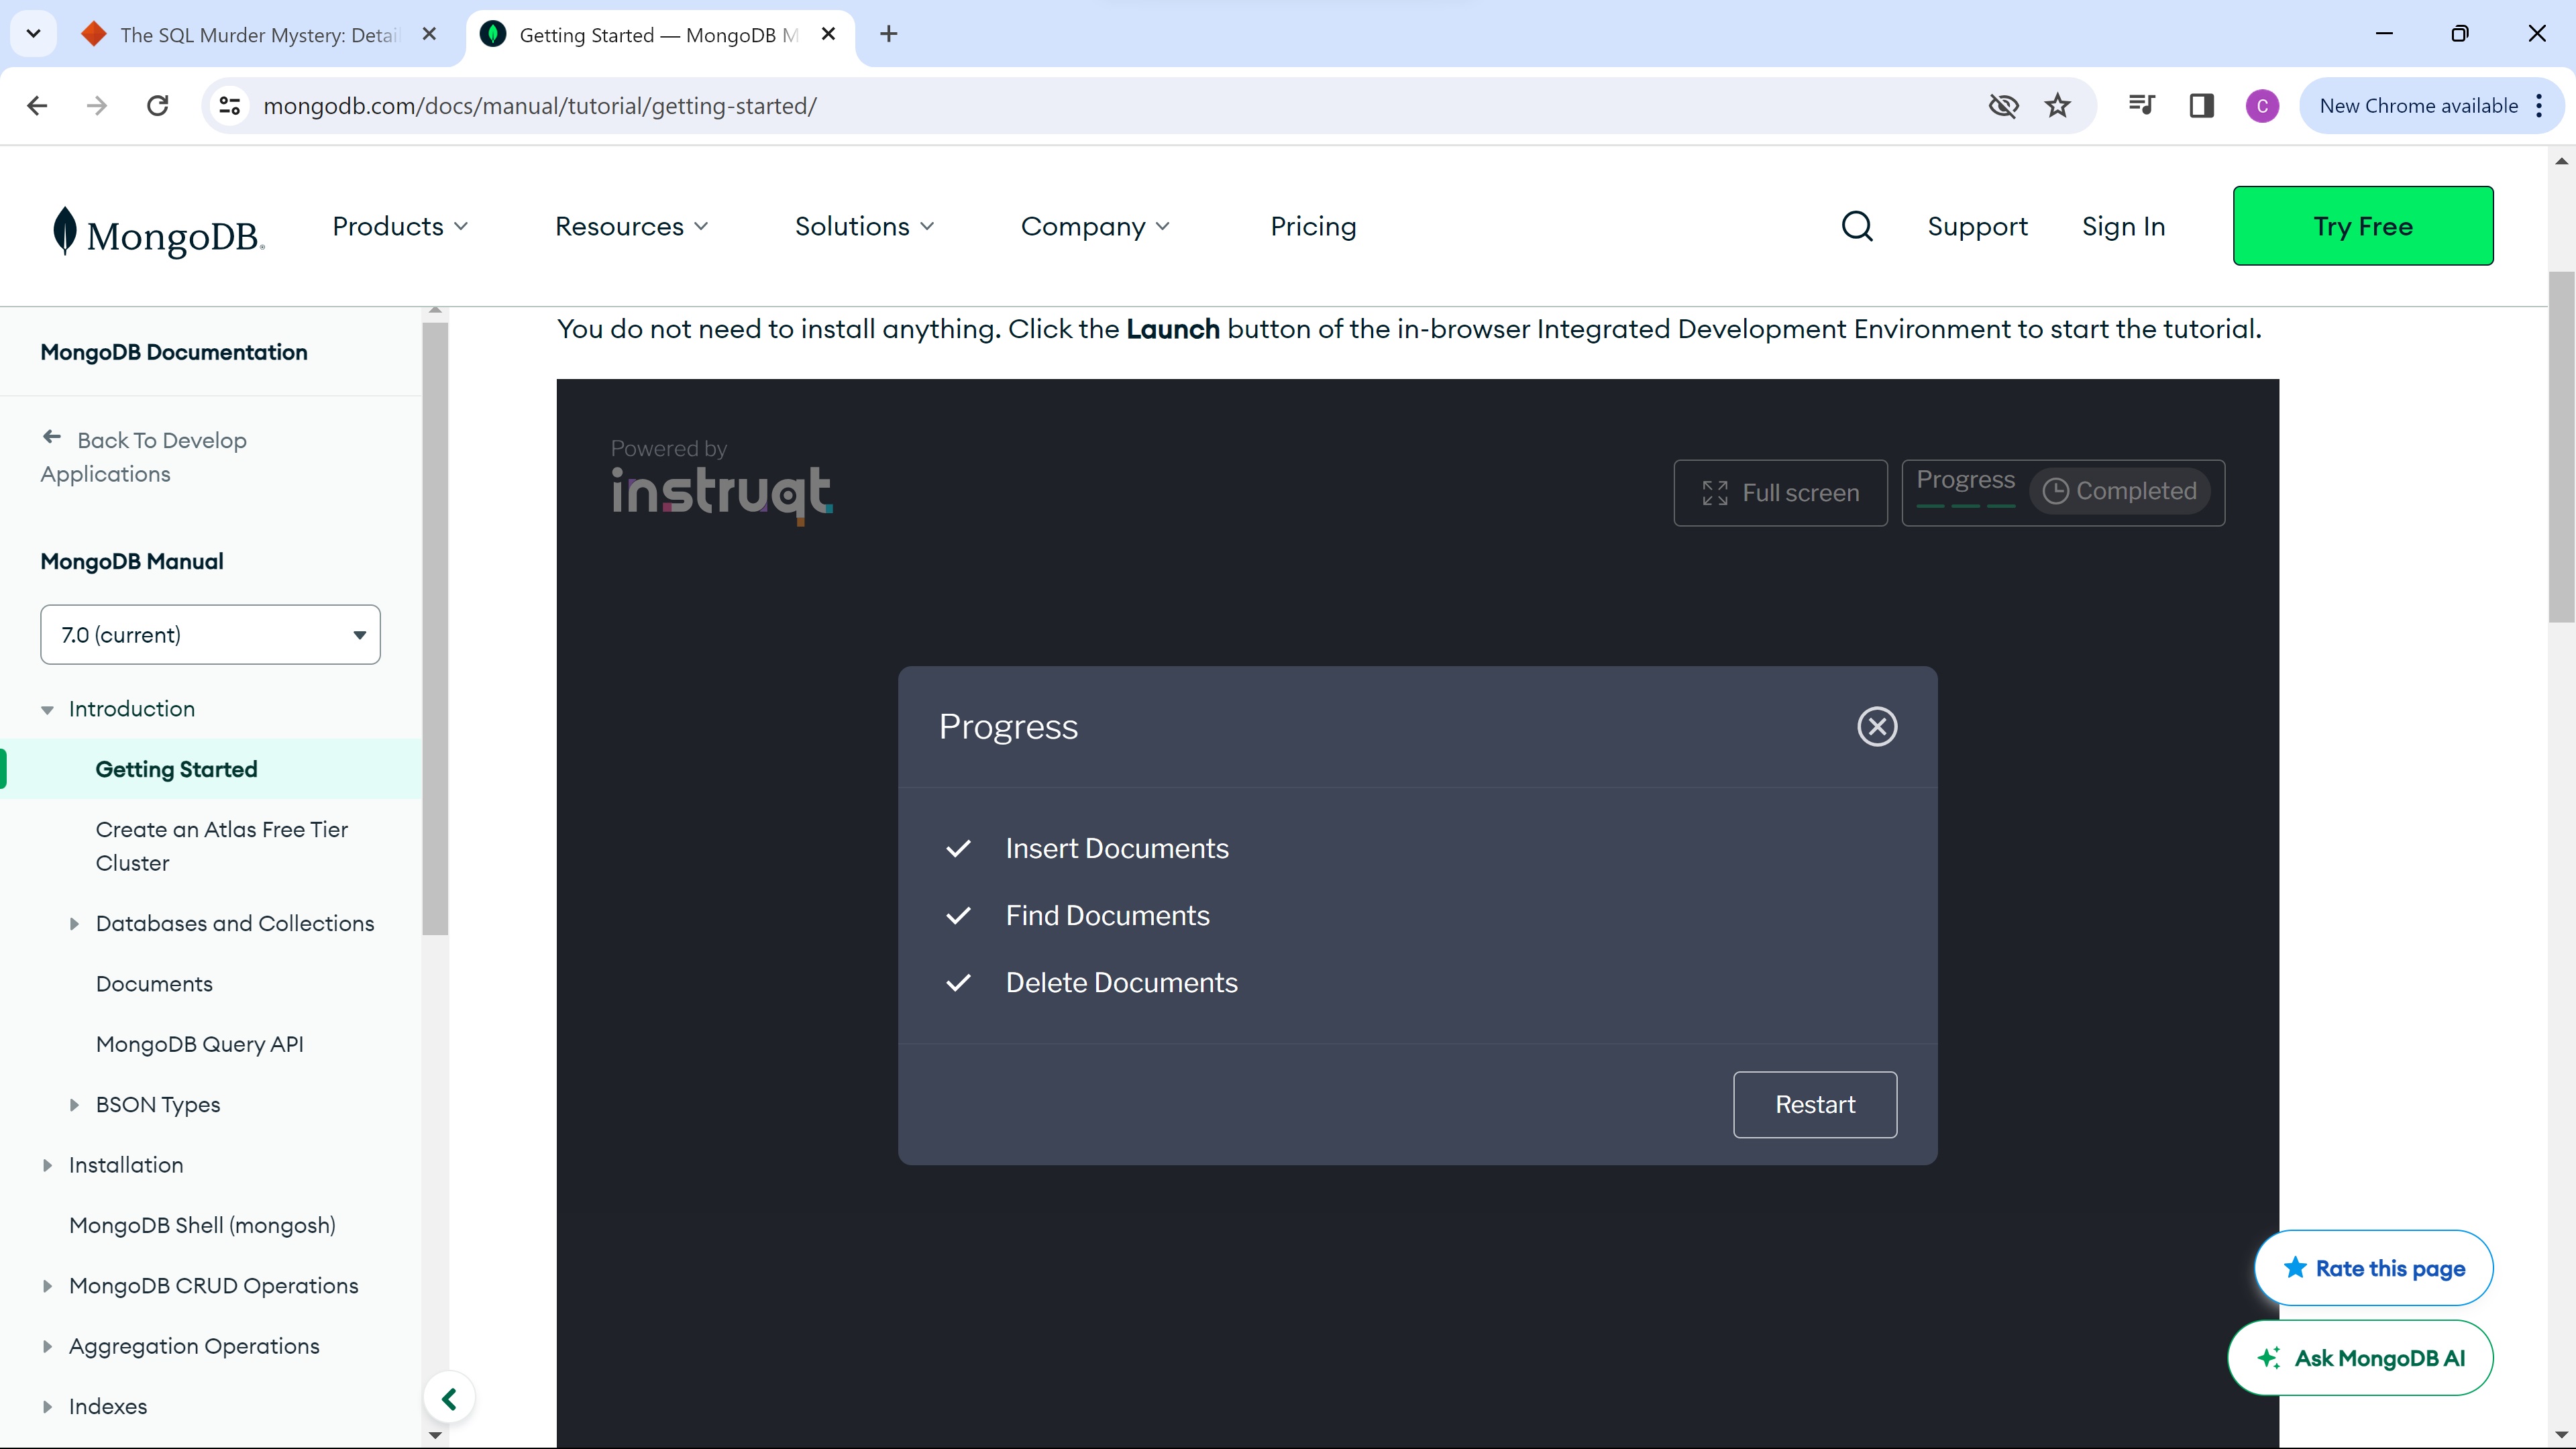 The SQL Murder Mystery: Detail
Getting Started — MongoDB M
mongodb.com/docs/manual/tutorial/getting-started/
C
New Chrome available
MongoDB.
Products
Resources
Solutions
Company
Pricing
Support
Sign In
Try Free
MongoDB Documentation
Back To Develop
Applications
MongoDB Manual
7.0 (current)
Introduction
Getting Started
Create an Atlas Free Tier
Cluster
Databases and Collections
Documents
MongoDB Query API
BSON Types
Installation
MongoDB Shell (mongosh)
MongoDB CRUD Operations
Aggregation Operations
Indexes
You do not need to install anything. Click the Launch button of the in-browser Integrated Development Environment to start the tutorial.
Powered by
instruqt
Full screen
Progress
Completed
Progress
Insert Documents
Find Documents
Delete Documents
Restart
Rate this page
Ask MongoDB AI